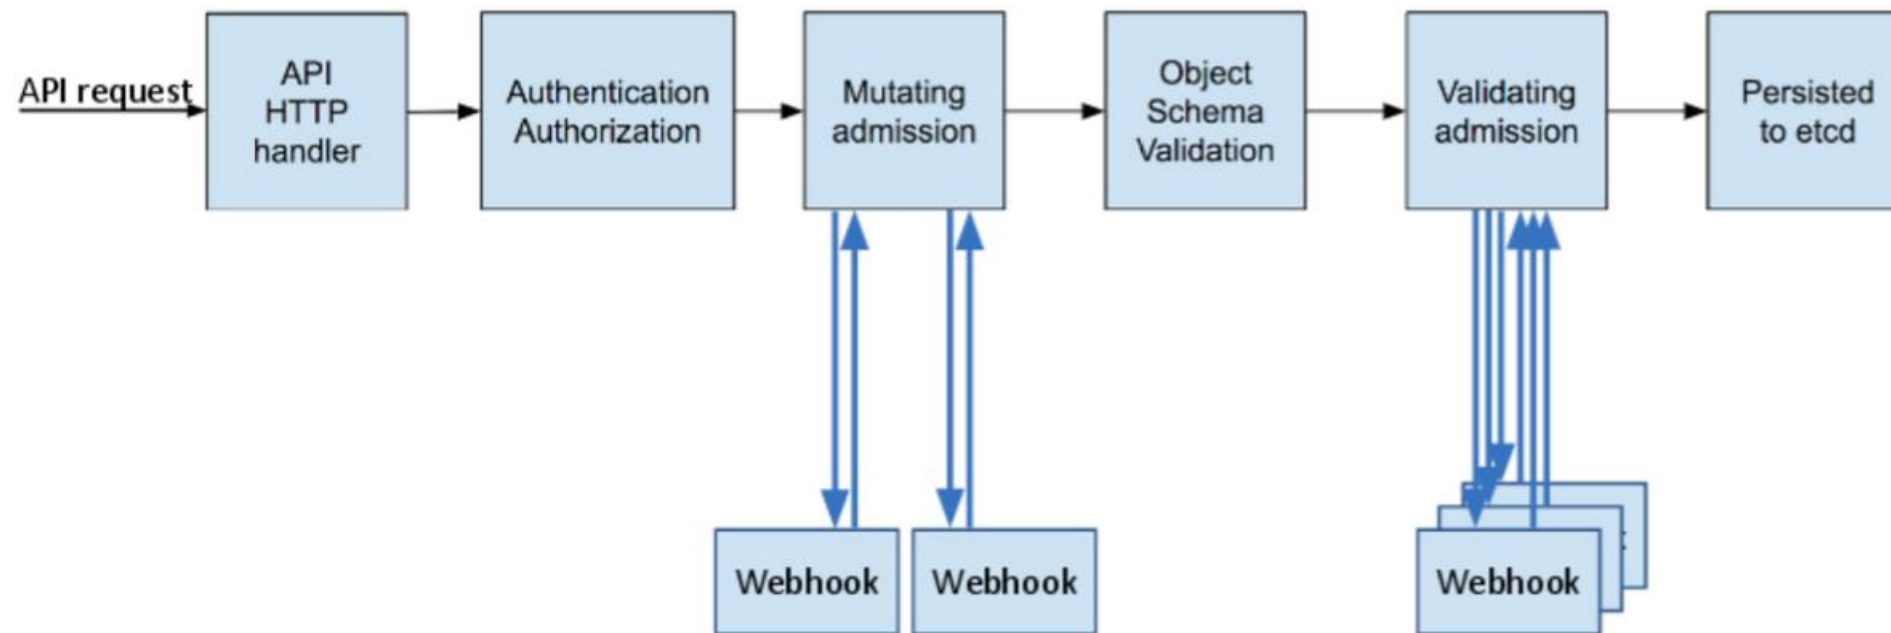 API request
API
HTTP
handler
Authentication
Authorization
Mutating
admission
Object
Schema
Validation
Validating
admission
Persisted
to etcd
Webhook
Webhook
Webhook